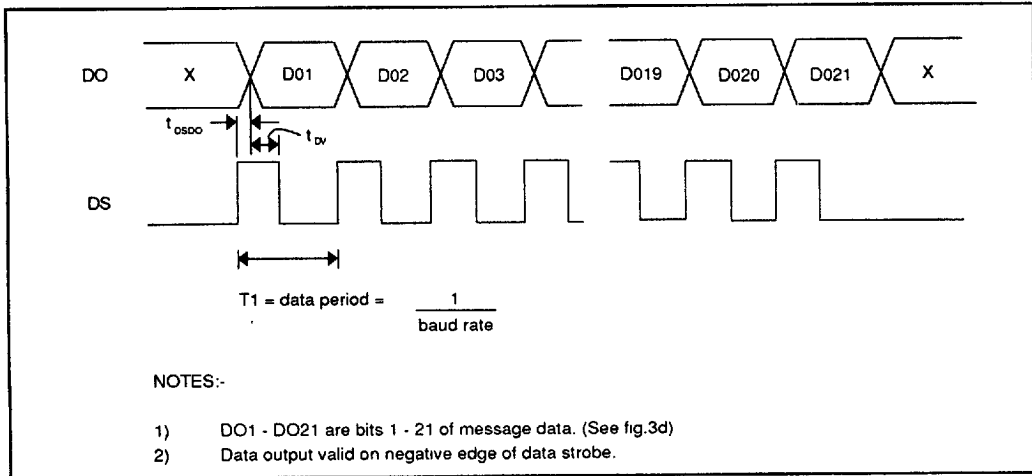 DO X D01 D02 D03 D019 D020 D021 X
t DSDO
t DV
DS
T1 = data period = 1
baud rate
NOTES:-
1) DO1 - DO21 are bits 1 - 21 of message data. (See fig.3d)
2) Data output valid on negative edge of data strobe.